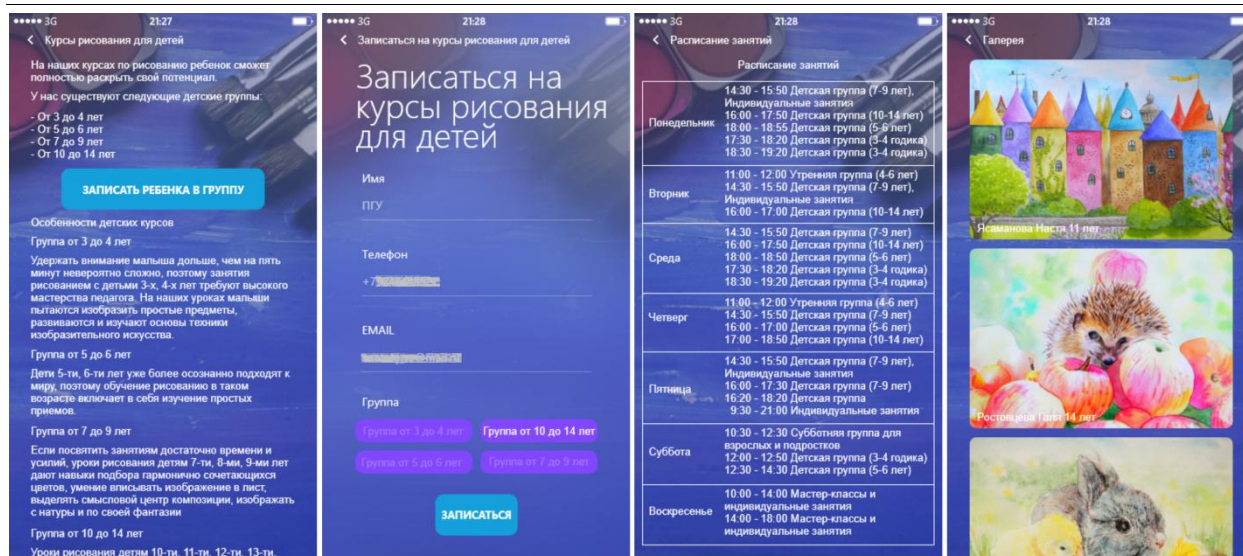 3G 21:27
Курсы рисования для детей
На наших курсах по рисованию ребенок сможет
полностью раскрыть свой потенциал.
У нас существуют следующие детские группы:
- От 3 до 4 лет
- От 5 до 6 лет
- От 7 до 9 лет
- От 10 до 14 лет
ЗАПИСАТЬ РЕБЕНКА В ГРУППУ
Особенности детских курсов
Группа от 3 до 4 лет
Удержать внимание малыша дольше, чем на пять
минут невероятно сложно, поэтому занятия
рисованием с детьми 3-х, 4-х лет требуют высокого
мастерства педагога. На наших уроках малыши
пытаются изобразить простые предметы,
развиваются и изучают основы техники
изобразительного искусства.
Группа от 5 до 6 лет
Дети 5-ти, 6-ти лет уже более осознанно подходят к
миру, поэтому обучение рисованию в таком
возрасте включает в себя изучение простых
приемов.
Группа от 7 до 9 лет
Если посвятить занятиям достаточно времени и
усилий, уроки рисования детям 7-ти, 8-ми, 9-ми лет
дают навыки подбора гармонично сочетающихся
цветов, умение вписывать изображение в лист,
выделять смысловой центр композиции, изображать
с натуры и по своей фантазии
Группа от 10 до 14 лет
Уроки рисования детям 10-ти, 11-ти, 12-ти, 13-ти,
3G 21:28
Записаться на курсы рисования для детей
Записаться на
курсы рисования
для детей
Имя
ПГУ
Телефон
+7
EMAIL
Группа
Группа от 3 до 4 лет Группа от 10 до 14 лет
Группа от 5 до 6 лет Группа от 7 до 9 лет
ЗАПИСАТЬСЯ
3G 21:28
Расписание занятий
Расписание занятий
Понедельник
14:30 - 15:50 Детская группа (7-9 лет),
Индивидуальные занятия
16:00 - 17:50 Детская группа (10-14 лет)
18:00 - 18:55 Детская группа (5-6 лет)
17:30 - 18:20 Детская группа (3-4 годика)
18:30 - 19:20 Детская группа (3-4 годика)
Вторник
11:00 - 12:00 Утренняя группа (4-6 лет)
14:30 - 15:50 Детская группа (7-9 лет),
Индивидуальные занятия
16:00 - 17:00 Детская группа (10-14 лет)
Среда
14:30 - 15:50 Детская группа (7-9 лет)
16:00 - 17:50 Детская группа (10-14 лет)
18:00 - 18:50 Детская группа (5-6 лет)
17:30 - 18:20 Детская группа (3-4 годика)
18:30 - 19:20 Детская группа (3-4 годика)
Четверг
11:00 - 12:00 Утренняя группа (4-6 лет)
14:30 - 15:50 Детская группа (7-9 лет)
16:00 - 17:00 Детская группа (5-6 лет)
17:00 - 18:50 Детская группа (10-14 лет)
Пятница
14:30 - 15:50 Детская группа (7-9 лет),
Индивидуальные занятия
16:00 - 17:30 Детская группа (7-9 лет)
16:20 - 18:20 Детская группа
9:30 - 21:00 Индивидуальные занятия
Суббота
10:30 - 12:30 Субботняя группа для
взрослых и подростков
12:00 - 12:50 Детская группа (3-4 годика)
12:30 - 14:30 Детская группа (5-6 лет)
Воскресенье
10:00 - 14:00 Мастер-классы и
индивидуальные занятия
14:00 - 18:00 Мастер-классы и
индивидуальные занятия
3G 21:28
Галерея
Ясаманова Настя 11 лет
Ростовцева Галя 14 лет